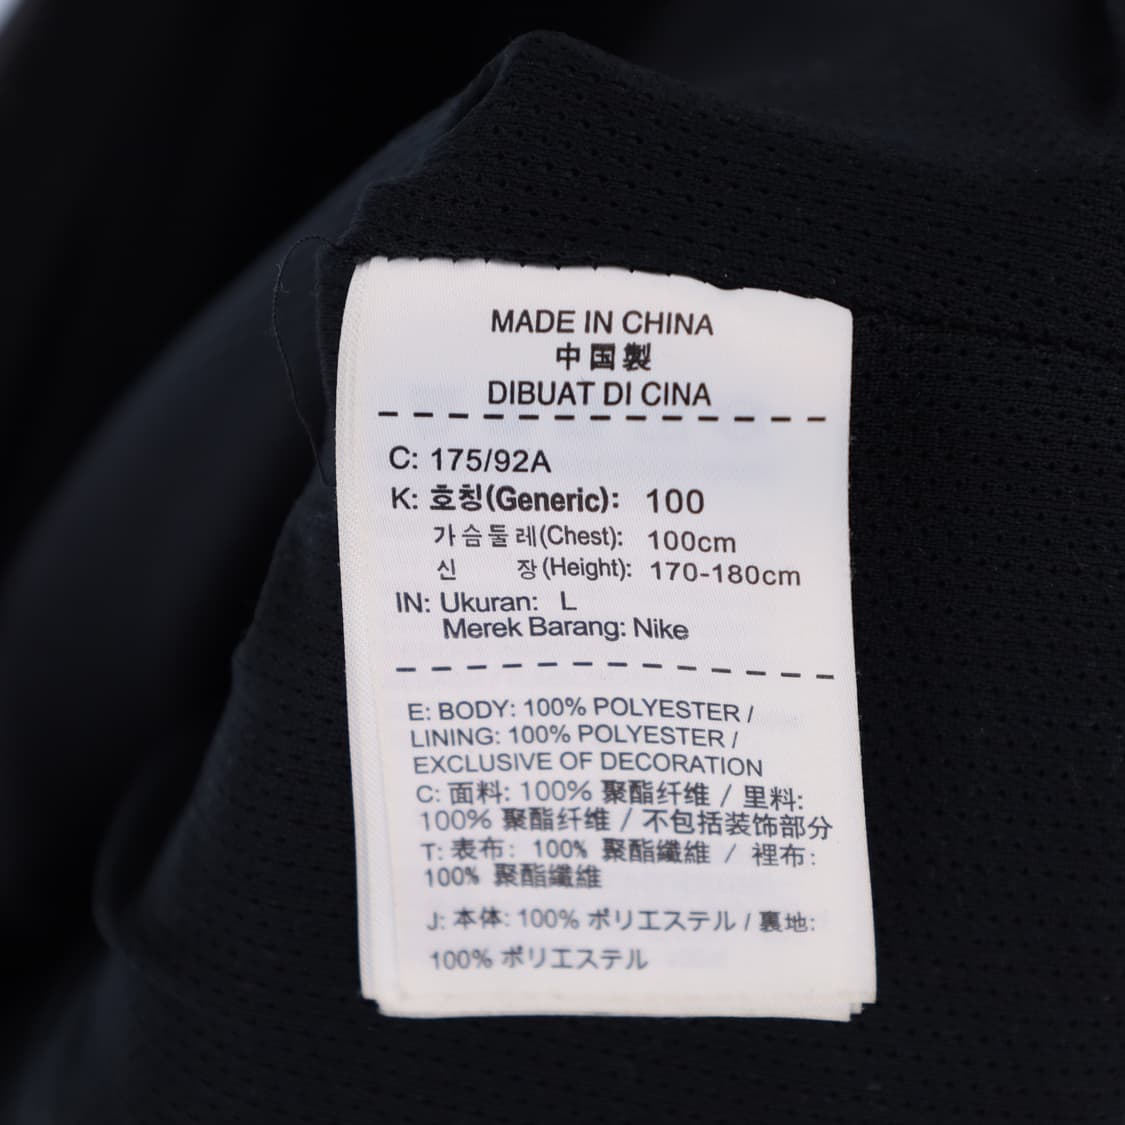 MADE IN CHINA
中国製
DIBUAT DI CINA
C: 175/92A
K: 호칭(Generic): 100
가슴둘레(Chest): 100cm
신 장(Height): 170-180cm
IN: Ukuran: L
Merek Barang: Nike
E: BODY: 100% POLYESTER /
LINING: 100% POLYESTER /
EXCLUSIVE OF DECORATION
C: 面料: 100% 聚酯纤维 / 里料:
100% 聚酯纤维 / 不包括装饰部分
T: 表布: 100% 聚酯纖維 / 裡布:
100% 聚酯纖維
J: 本体: 100% ポリエステル / 裏地:
100% ポリエステル